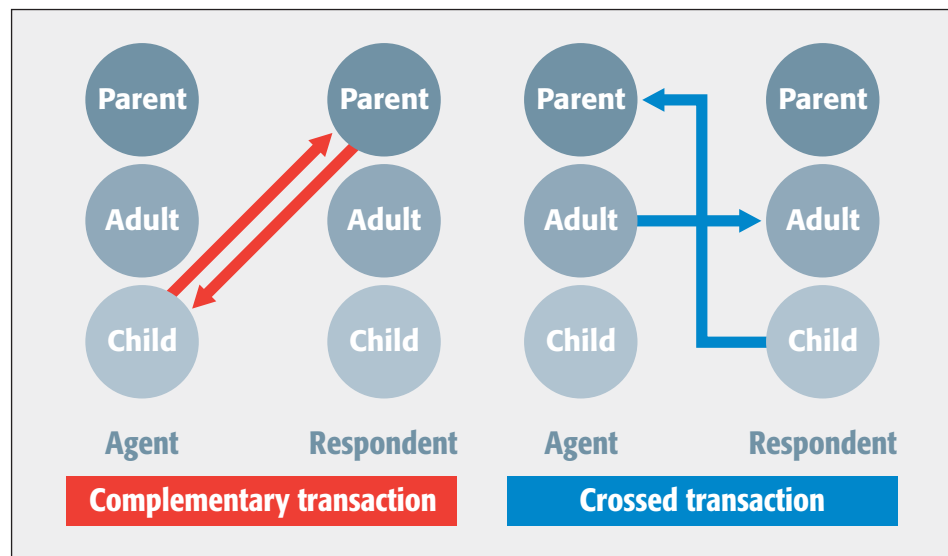 Parent
Parent
Parent
Parent
Adult
Adult
Adult
Adult
Child
Child
Child
Child
Agent
Respondent
Agent
Respondent
Complementary transaction
Crossed transaction